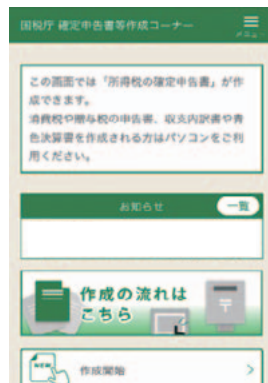 国税庁 確定申告書等作成コーナー
メニュー
この画面では「所得税の確定申告書」が作
成できます。
消費税や贈与税の申告書、収支内訳書や青
色決算書を作成される方はパソコンをご利
用ください。
お知らせ
一覧
作成の流れは
こちら
〒
NEW
作成開始